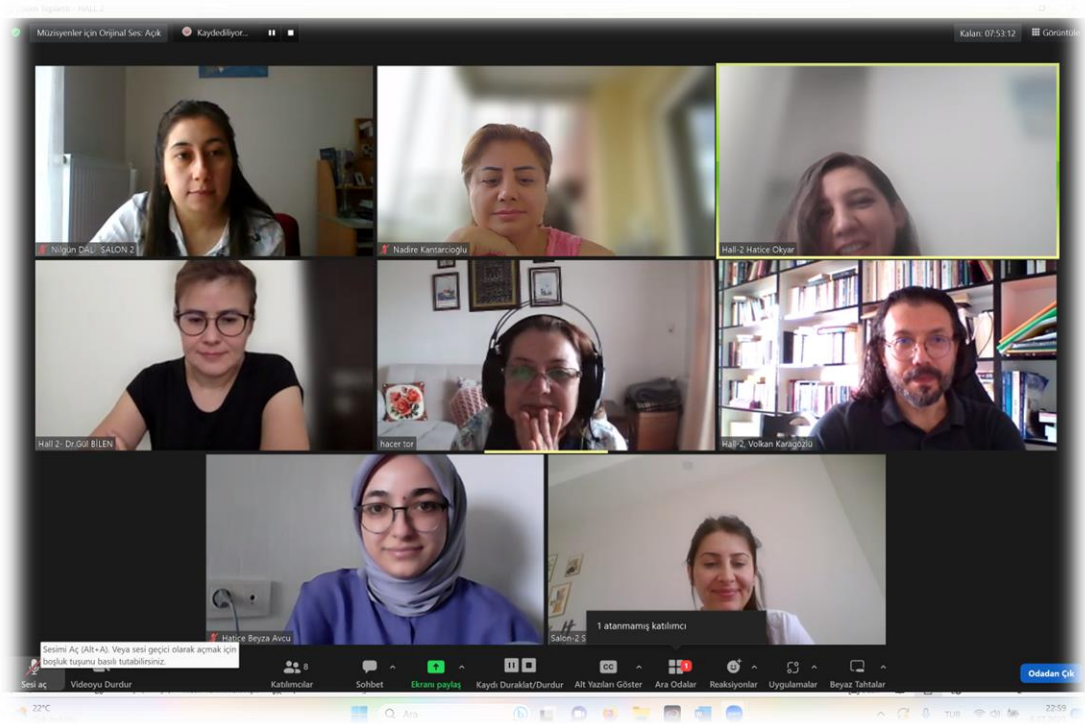 Müzisyenler için Orijinal Ses: Açık
Kaydediliyor...
Kalan: 07:53:12
Görüntüle
Nilgün DAL- SALON 2
Nadire Kantarcıoğlu
Hall-2 Hatice Okyar
Hall 2- Dr.Gül BİLEN
hacer tor
Hall-2, Volkan Karagözlü
Hatice Beyza Avcu
Salon-2 S
1 atanmamış katılımcı
Sesimi Aç (Alt+A). Veya sesi geçici olarak açmak için
boşluk tuşunu basılı tutabilirsiniz.
Sesi aç
Videoyu Durdur
Katılımcılar
8
Sohbet
Ekranı paylaş
Kaydı Duraklat/Durdur
CC
Alt Yazıları Göster
1
Ara Odalar
Reaksiyonlar
Uygulamalar
Beyaz Tahtalar
Odadan Çık
22°C
Ara
TUR
22:59